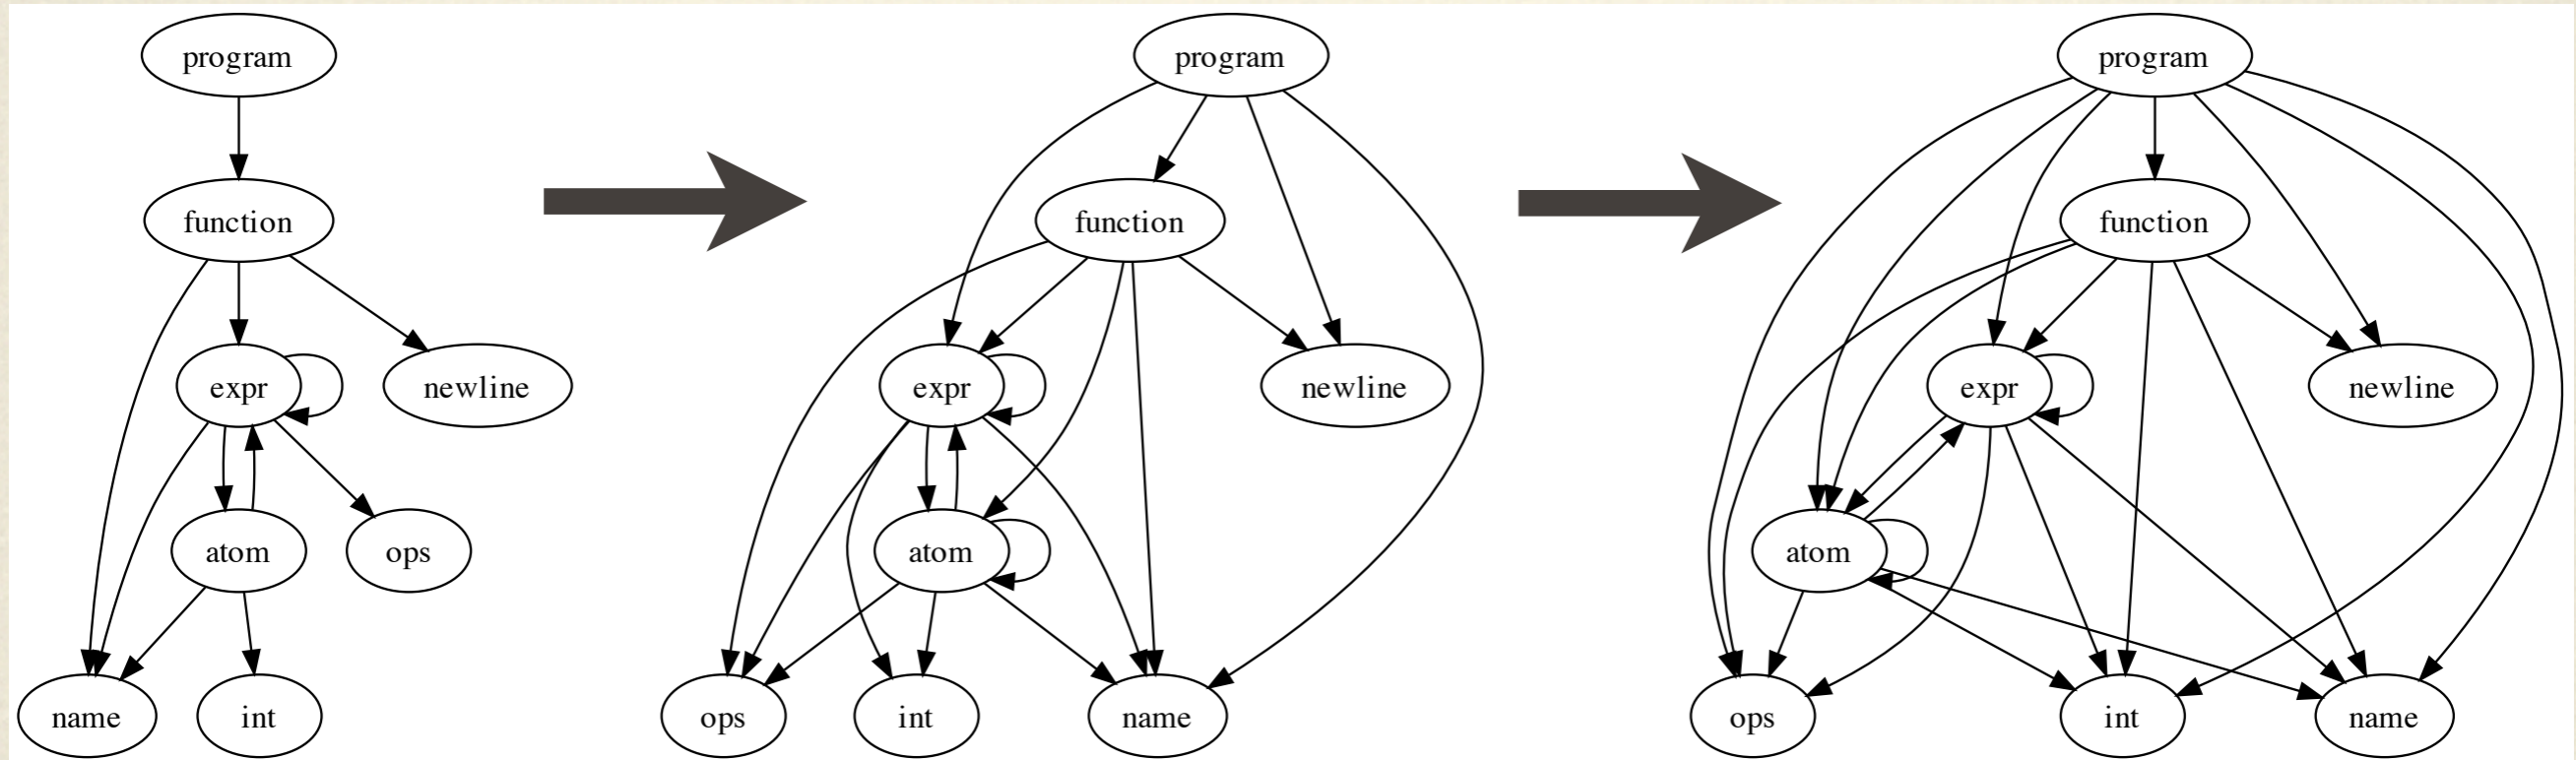 program
function
expr
newline
atom
ops
name
int
program
function
expr
newline
atom
ops
int
name
program
function
expr
newline
atom
ops
int
name